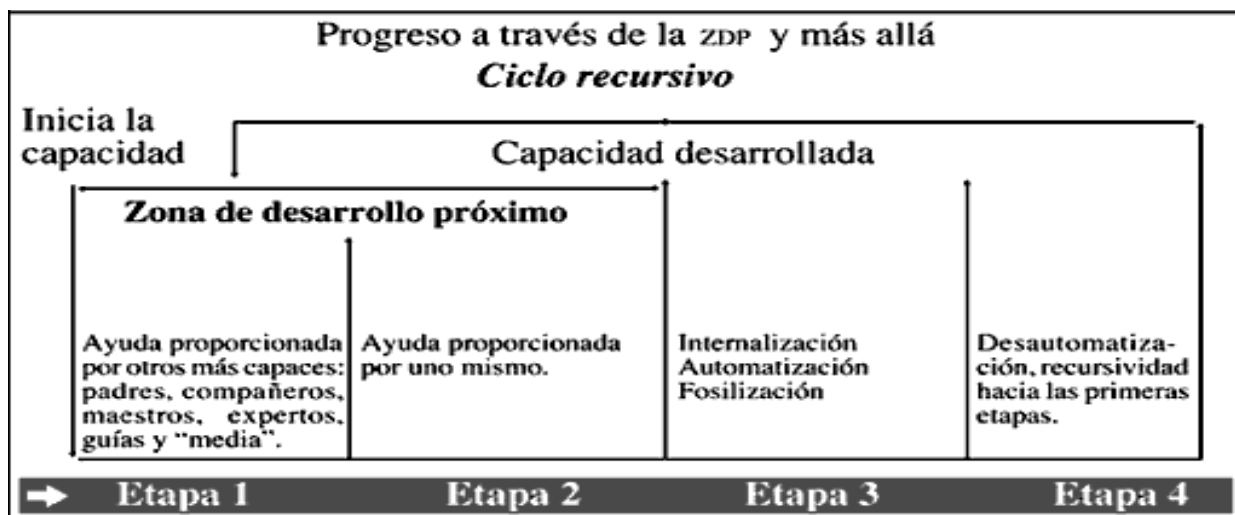 Progreso a través de la ZDP y más allá
Ciclo recursivo
Inicia la
capacidad
Capacidad desarrollada
Zona de desarrollo próximo
Ayuda proporcionada
por otros más capaces:
padres, compañeros,
maestros, expertos,
guías y “media”.
Ayuda proporcionada
por uno mismo.
Internalización
Automatización
Fosilización
Desautomatiza-
ción, recursividad
hacia las primeras
etapas.
Etapa 1
Etapa 2
Etapa 3
Etapa 4